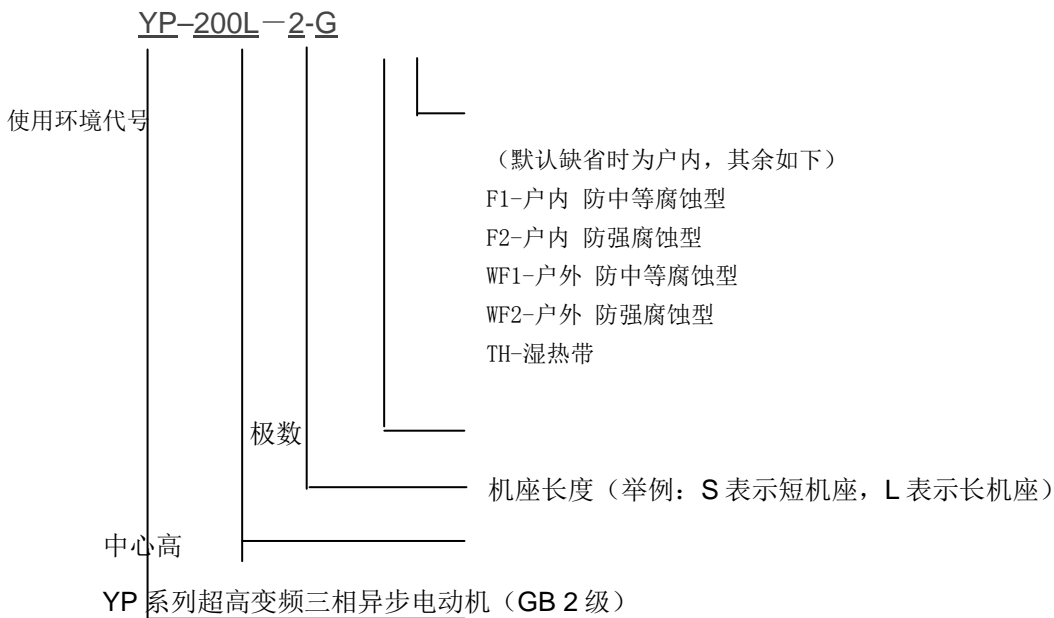 YP–200L－2-G
使用环境代号
（默认缺省时为户内，其余如下）
F1-户内 防中等腐蚀型
F2-户内 防强腐蚀型
WF1-户外 防中等腐蚀型
WF2-户外 防强腐蚀型
TH-湿热带
极数
机座长度（举例：S 表示短机座，L 表示长机座）
中心高
YP 系列超高变频三相异步电动机（GB 2 级）